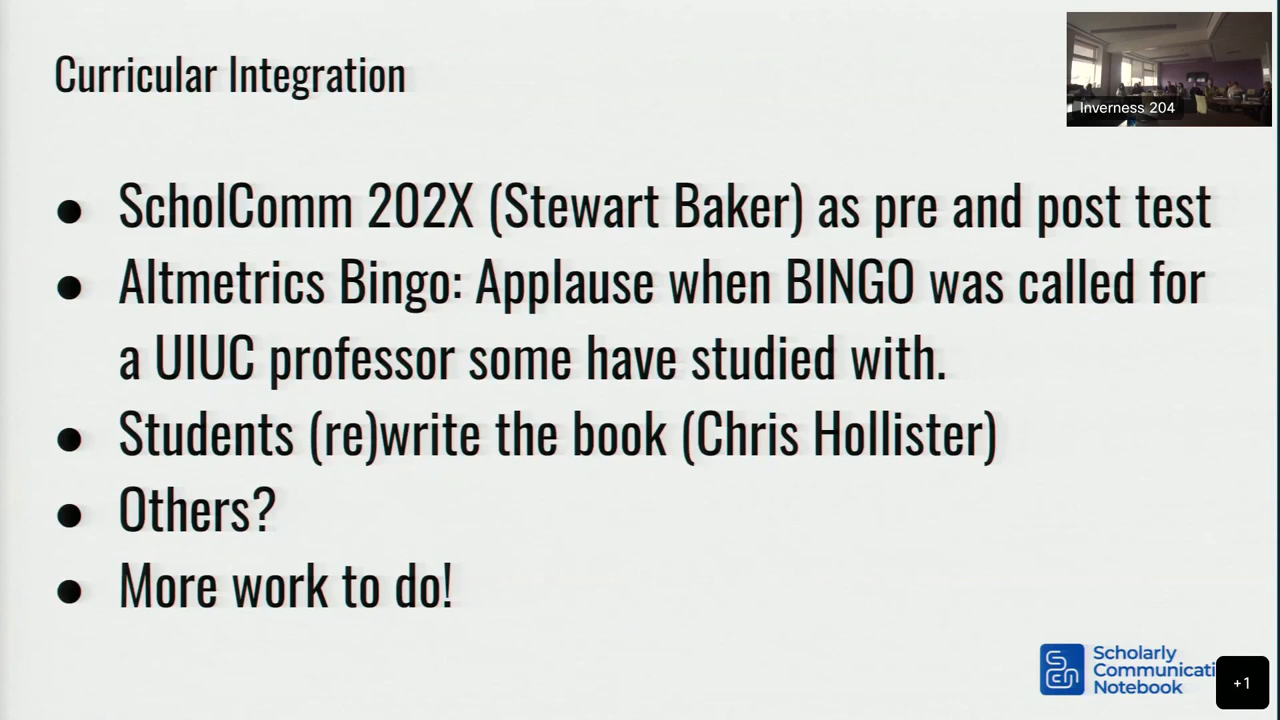 Curricular Integration
Inverness 204
● ScholComm 202X (Stewart Baker) as pre and post test
● Altmetrics Bingo: Applause when BINGO was called for
a UIUC professor some have studied with.
● Students (re)write the book (Chris Hollister)
● Others?
● More work to do!
Scholarly
Communicati
Notebook
+1